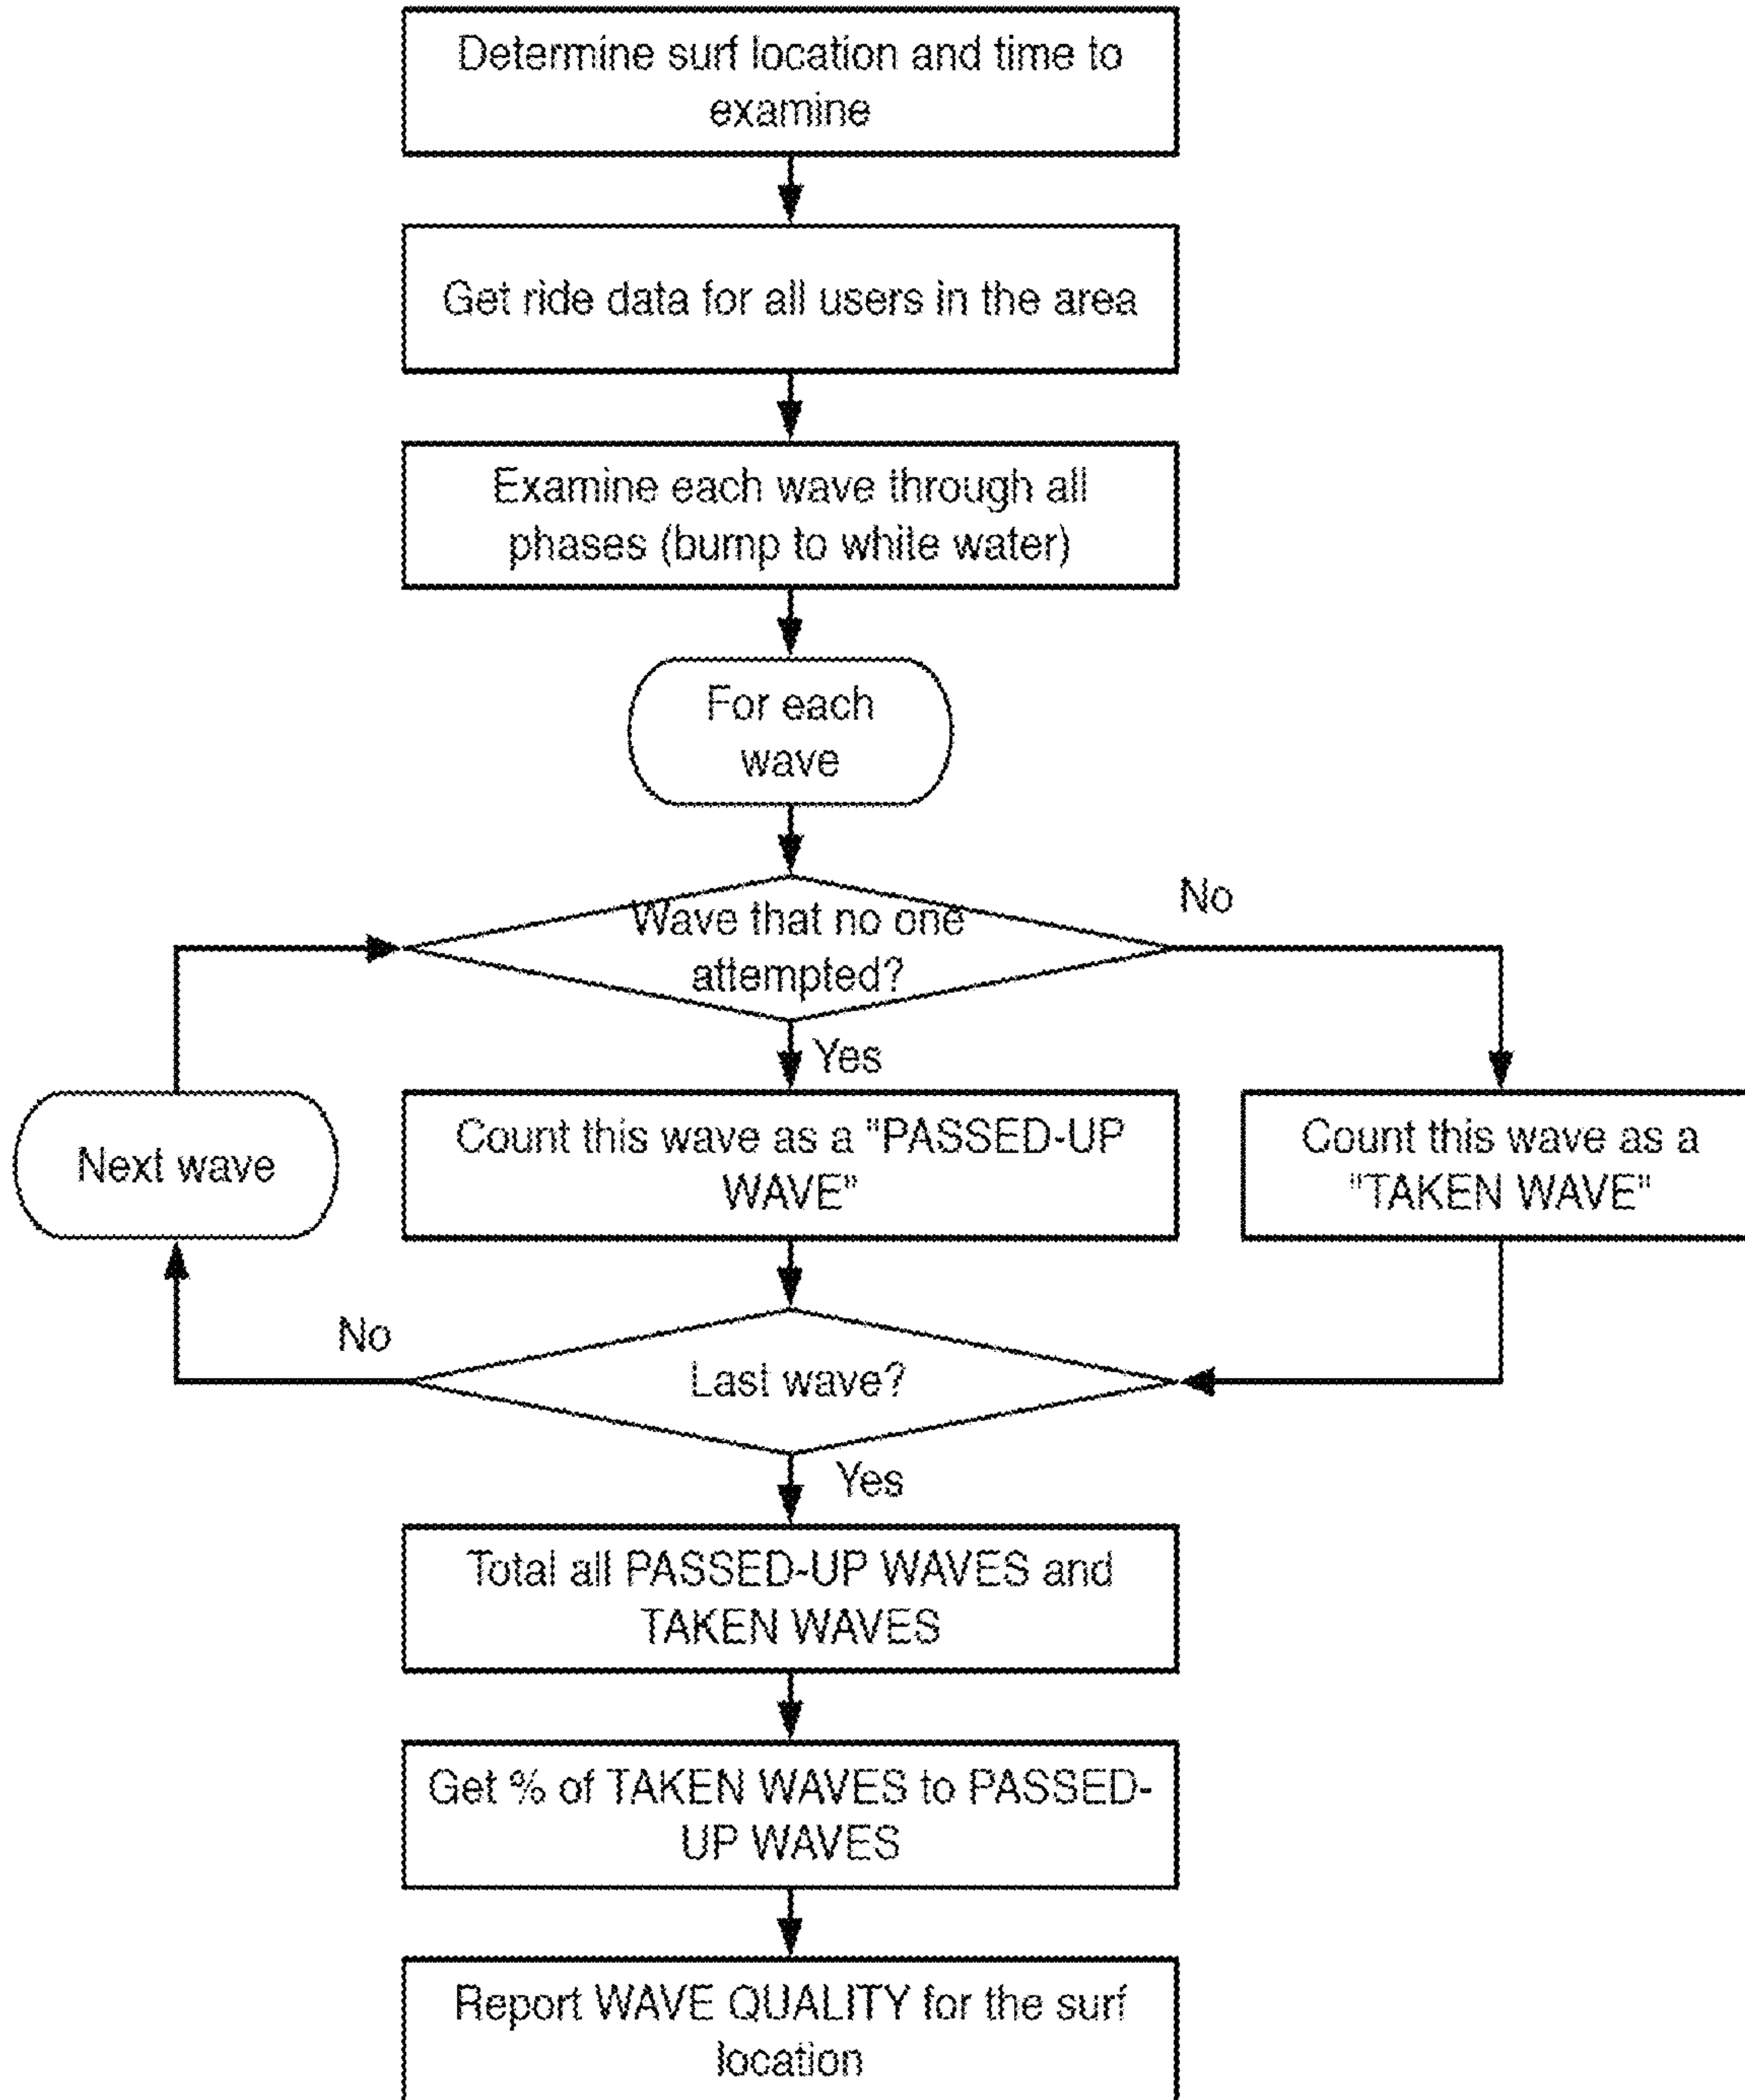 Determine surf location and time to
examine
Get ride data for all users in the area
Examine each wave through all
phases (bump to white water)
For each
wave
Wave that no one
attempted?
No
Yes
Next wave
Count this wave as a "PASSED-UP
WAVE"
Count this wave as a
"TAKEN WAVE"
No
Last wave?
Yes
Total all PASSED-UP WAVES and
TAKEN WAVES
Get % of TAKEN WAVES to PASSED-
UP WAVES
Report WAVE QUALITY for the surf
location